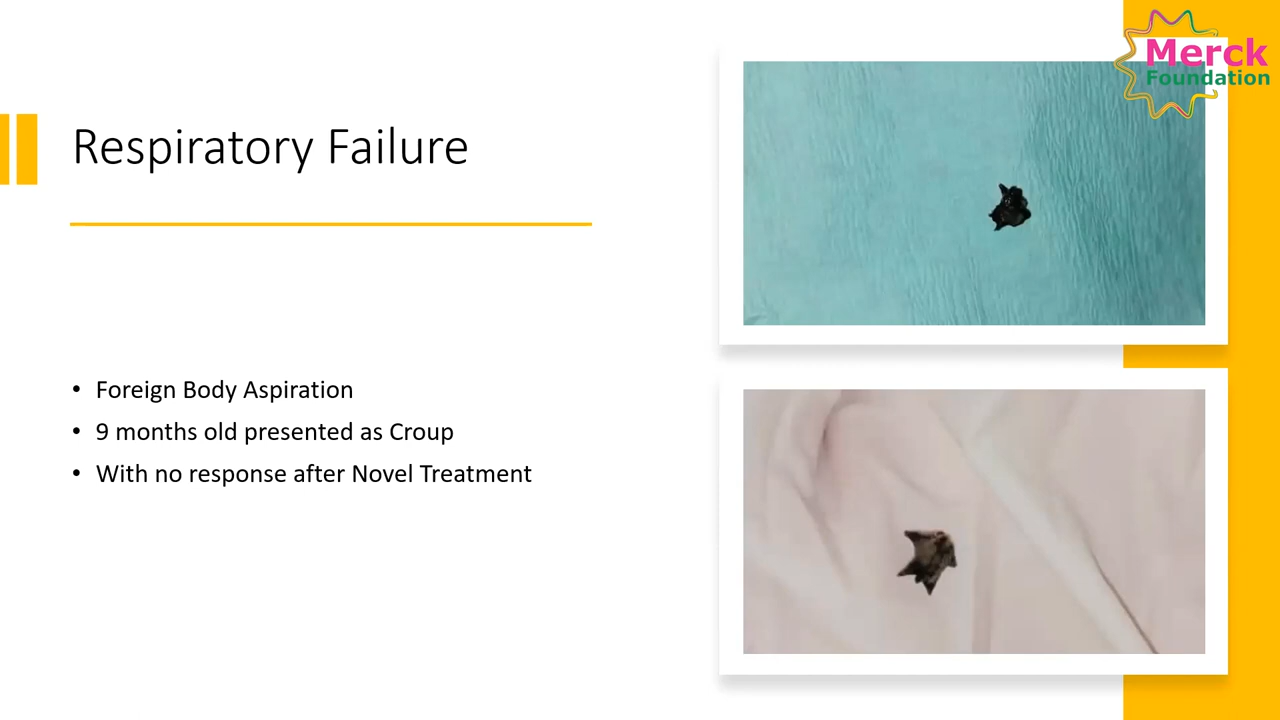 Merck
Foundation
Respiratory Failure
• Foreign Body Aspiration
• 9 months old presented as Croup
• With no response after Novel Treatment